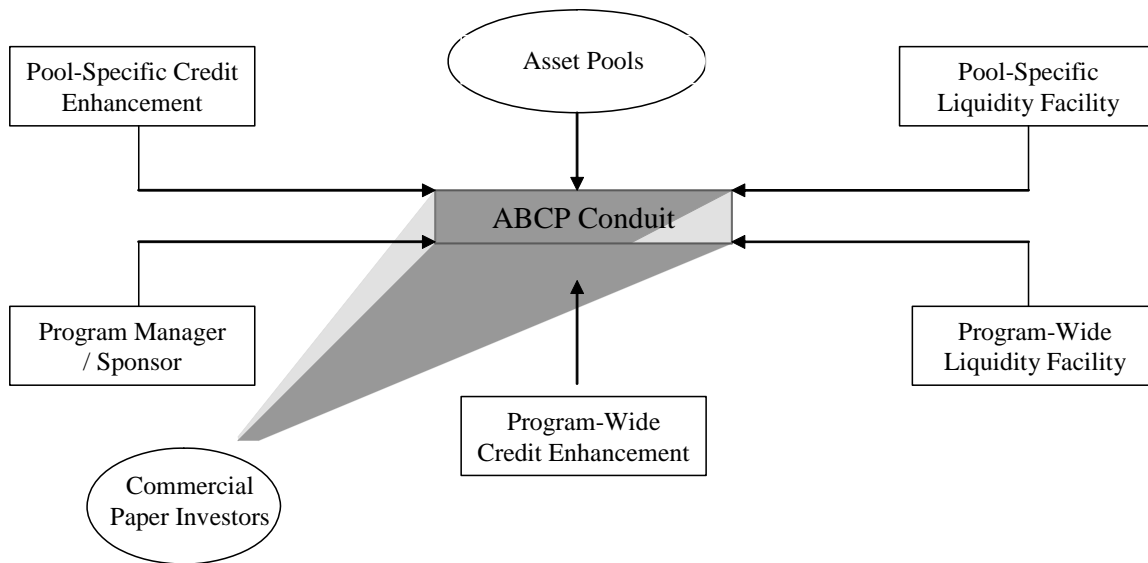 Asset Pools
Pool-Specific Credit
Enhancement
Pool-Specific
Liquidity Facility
ABCP Conduit
Program Manager
/ Sponsor
Program-Wide
Liquidity Facility
Program-Wide
Credit Enhancement
Commercial
Paper Investors